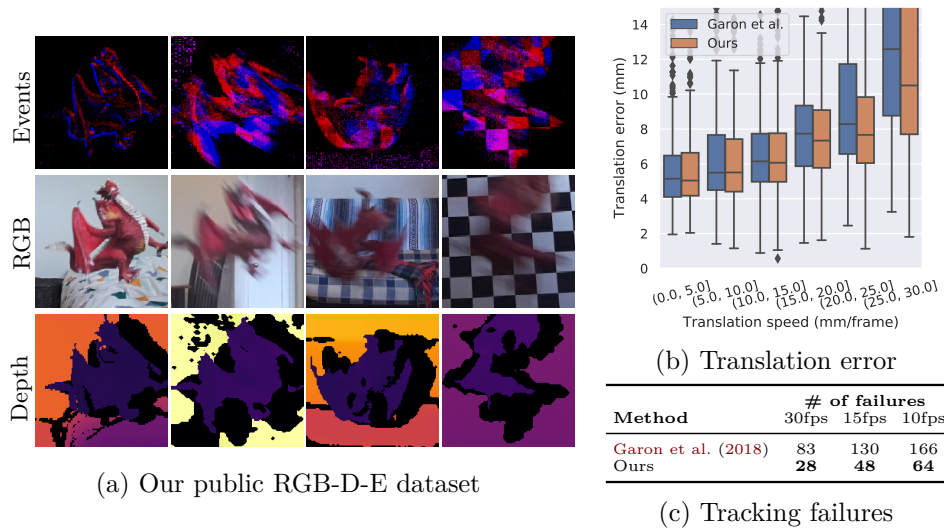 Events
RGB
Depth
(a) Our public RGB-D-E dataset
Garon et al.
Ours
Translation error (mm)
14
12
10
8
6
4
2
0
(0.0, 5.0]
(5.0, 10.0]
(10.0, 15.0]
(15.0, 20.0]
(20.0, 25.0]
(25.0, 30.0]
Translation speed (mm/frame)
(b) Translation error
# of failures
Method 30fps 15fps 10fps
Garon et al. (2018) 83 130 166
Ours 28 48 64
(c) Tracking failures